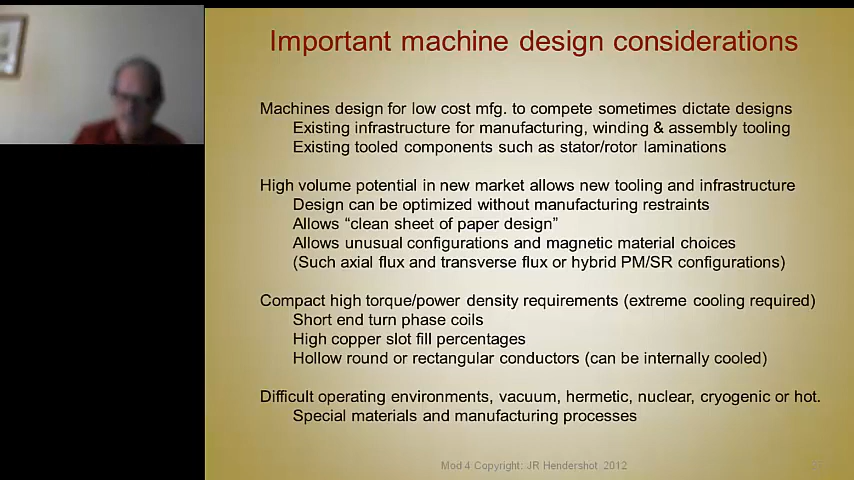 Important machine design considerations
Machines design for low cost mfg. to compete sometimes dictate designs
Existing infrastructure for manufacturing, winding & assembly tooling
Existing tooled components such as stator/rotor laminations
High volume potential in new market allows new tooling and infrastructure
Design can be optimized without manufacturing restraints
Allows “clean sheet of paper design”
Allows unusual configurations and magnetic material choices
(Such axial flux and transverse flux or hybrid PM/SR configurations)
Compact high torque/power density requirements (extreme cooling required)
Short end turn phase coils
High copper slot fill percentages
Hollow round or rectangular conductors (can be internally cooled)
Difficult operating environments, vacuum, hermetic, nuclear, cryogenic or hot.
Special materials and manufacturing processes
Mod 4 Copyright: JR Hendershot 2012